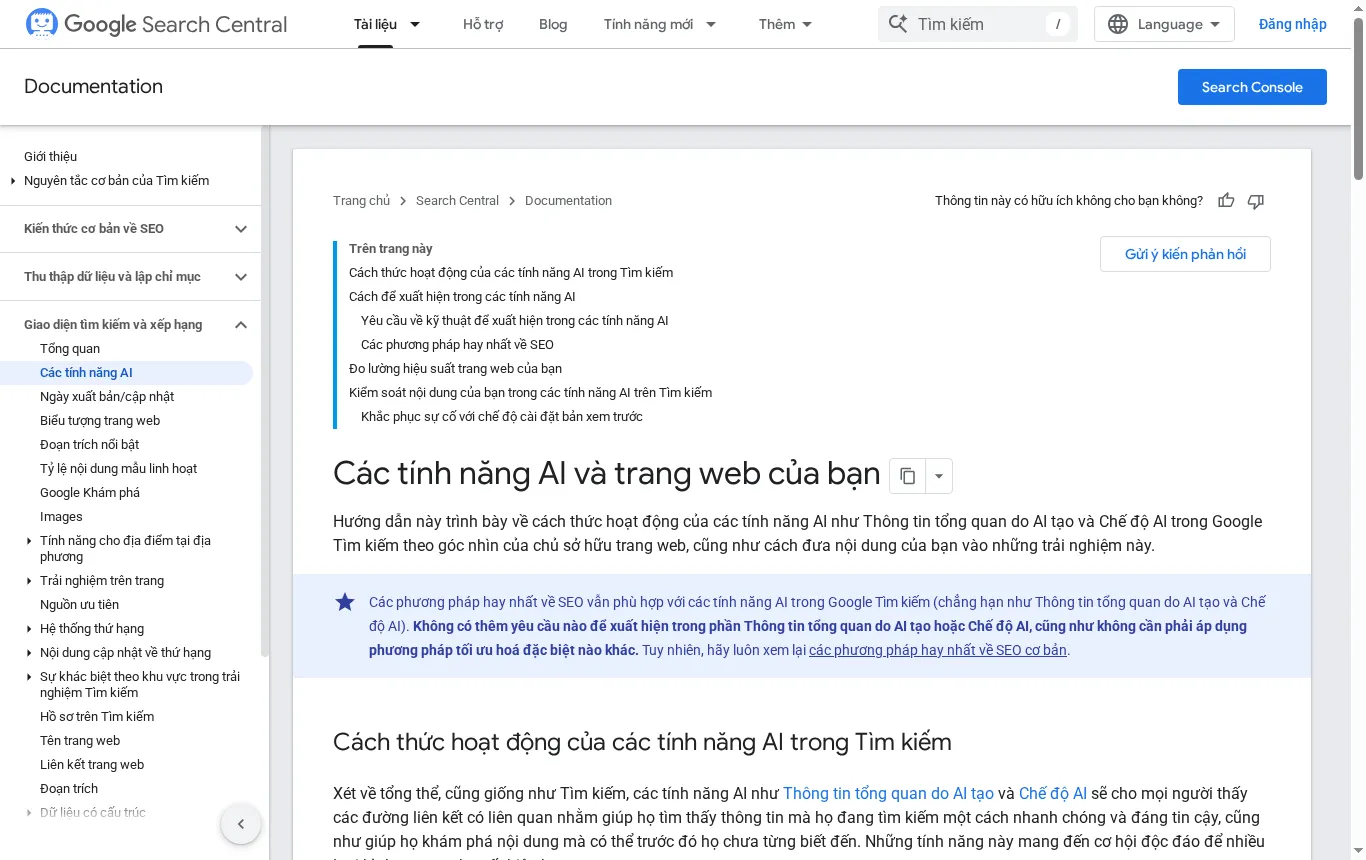 Google Search Central
Tài liệu
Hỗ trợ
Blog
Tính năng mới
Thêm
Tìm kiếm
/
Language
Đăng nhập
Documentation
Search Console
Giới thiệu
Nguyên tắc cơ bản của Tìm kiếm
Kiến thức cơ bản về SEO
Thu thập dữ liệu và lập chỉ mục
Giao diện tìm kiếm và xếp hạng
Tổng quan
Các tính năng AI
Ngày xuất bản/cập nhật
Biểu tượng trang web
Đoạn trích nổi bật
Tỷ lệ nội dung mẫu linh hoạt
Google Khám phá
Images
Tính năng cho địa điểm tại địa
phương
Trải nghiệm trên trang
Nguồn ưu tiên
Hệ thống thứ hạng
Nội dung cập nhật về thứ hạng
Sự khác biệt theo khu vực trong trải
nghiệm Tìm kiếm
Hồ sơ trên Tìm kiếm
Tên trang web
Liên kết trang web
Đoạn trích
Dữ liệu có cấu trúc
Trang chủ
Search Central
Documentation
Thông tin này có hữu ích không cho bạn không?
Gửi ý kiến phản hồi
Trên trang này
Cách thức hoạt động của các tính năng AI trong Tìm kiếm
Cách để xuất hiện trong các tính năng AI
Yêu cầu về kỹ thuật để xuất hiện trong các tính năng AI
Các phương pháp hay nhất về SEO
Đo lường hiệu suất trang web của bạn
Kiểm soát nội dung của bạn trong các tính năng AI trên Tìm kiếm
Khắc phục sự cố với chế độ cài đặt bản xem trước
Các tính năng AI và trang web của bạn
Hướng dẫn này trình bày về cách thức hoạt động của các tính năng AI như Thông tin tổng quan do AI tạo và Chế độ AI trong Google
Tìm kiếm theo góc nhìn của chủ sở hữu trang web, cũng như cách đưa nội dung của bạn vào những trải nghiệm này.
Các phương pháp hay nhất về SEO vẫn phù hợp với các tính năng AI trong Google Tìm kiếm (chẳng hạn như Thông tin tổng quan do AI tạo và Chế
độ AI). Không có thêm yêu cầu nào để xuất hiện trong phần Thông tin tổng quan do AI tạo hoặc Chế độ AI, cũng như không cần phải áp dụng
phương pháp tối ưu hoá đặc biệt nào khác. Tuy nhiên, hãy luôn xem lại các phương pháp hay nhất về SEO cơ bản.
Cách thức hoạt động của các tính năng AI trong Tìm kiếm
Xét về tổng thể, cũng giống như Tìm kiếm, các tính năng AI như Thông tin tổng quan do AI tạo và Chế độ AI sẽ cho mọi người thấy
các đường liên kết có liên quan nhằm giúp họ tìm thấy thông tin mà họ đang tìm kiếm một cách nhanh chóng và đáng tin cậy, cũng
như giúp họ khám phá nội dung mà có thể trước đó họ chưa từng biết đến. Những tính năng này mang đến cơ hội độc đáo để nhiều